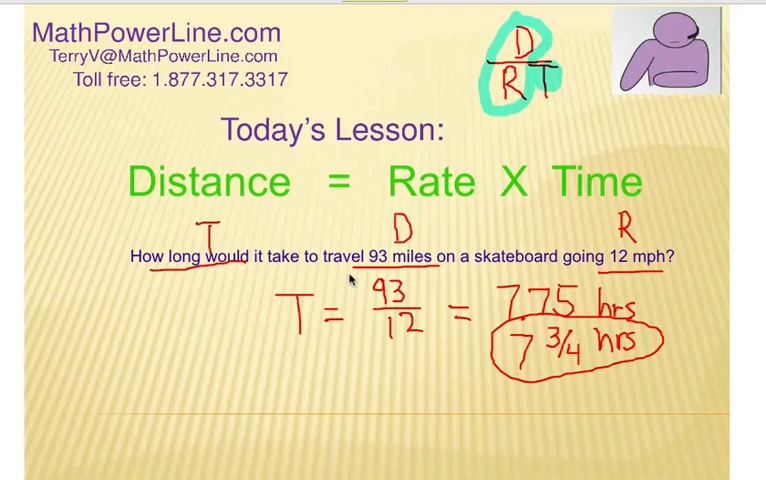 MathPowerLine.com
TerryV@MathPowerLine.com
Toll free: 1.877.317.3317
D
R T
Today's Lesson:
Distance = Rate X Time
T D R
How long would it take to travel 93 miles on a skateboard going 12 mph?
T = 93/12 = 7.75 hrs
7 3/4 hrs